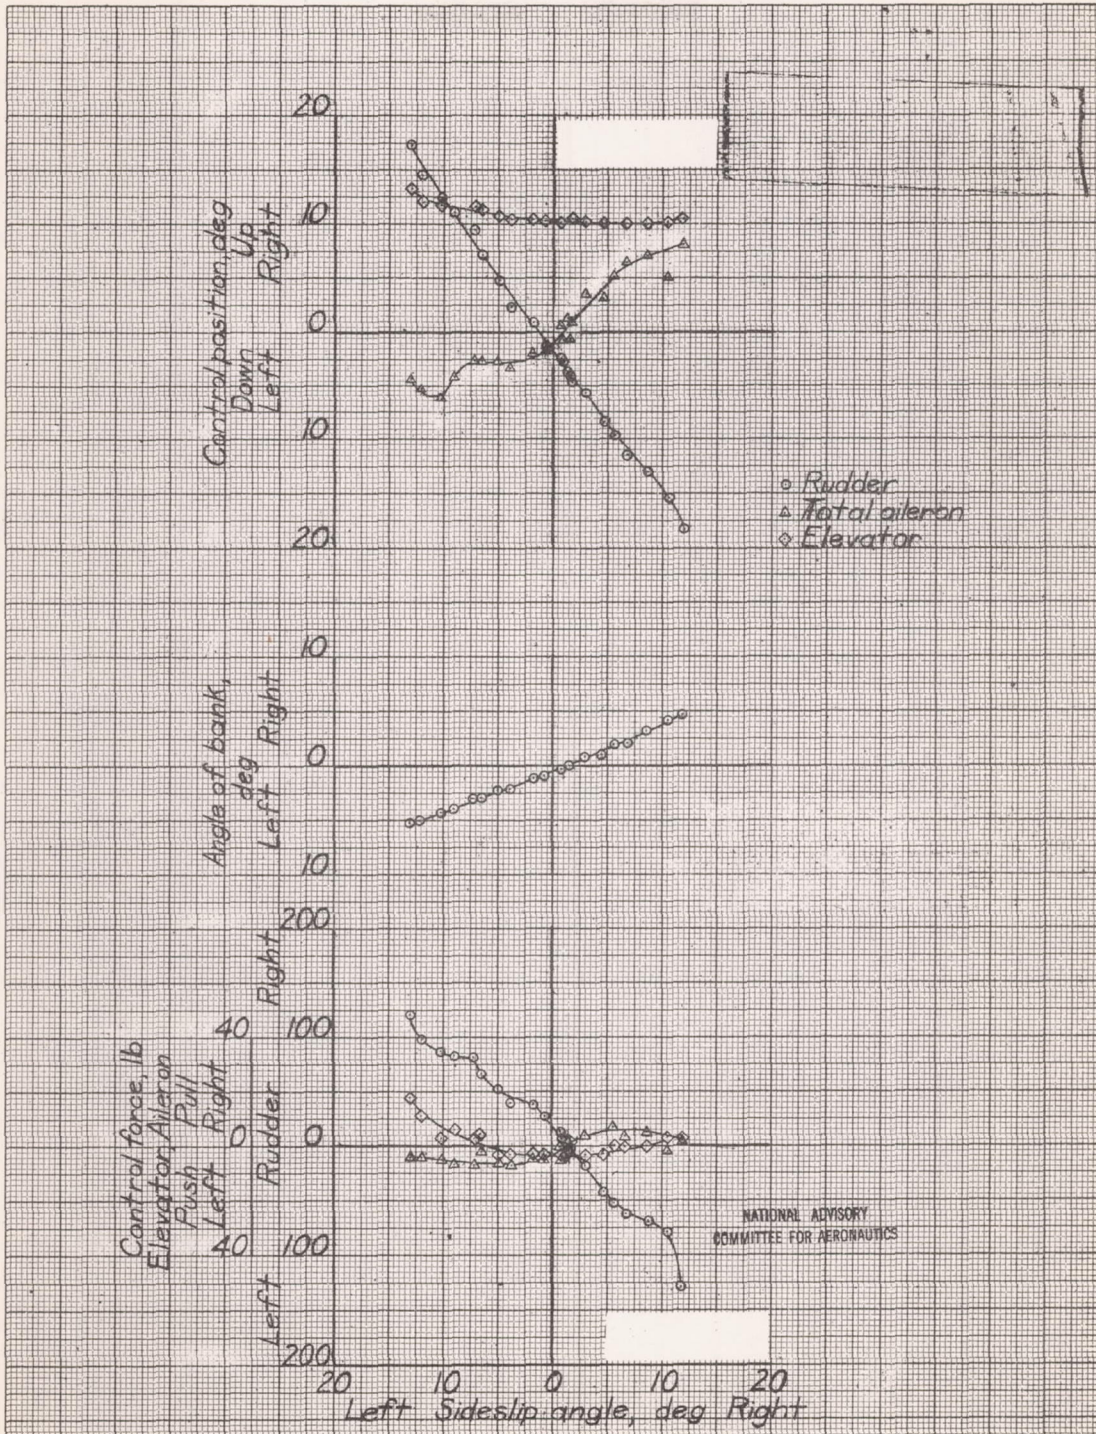 20
10
0
10
20
Control position, deg
Down Up
Left Right
Rudder
Total aileron
Elevator
10
0
10
Angle of bank,
deg
Left Right
200
40 100
0 0
40 100
200
Control force, lb
Elevator, Aileron
Push Pull
Left Left Right
Left Rudder Right
NATIONAL ADVISORY
COMMITTEE FOR AERONAUTICS
20 10 0 10 20
Left Sideslip angle, deg Right